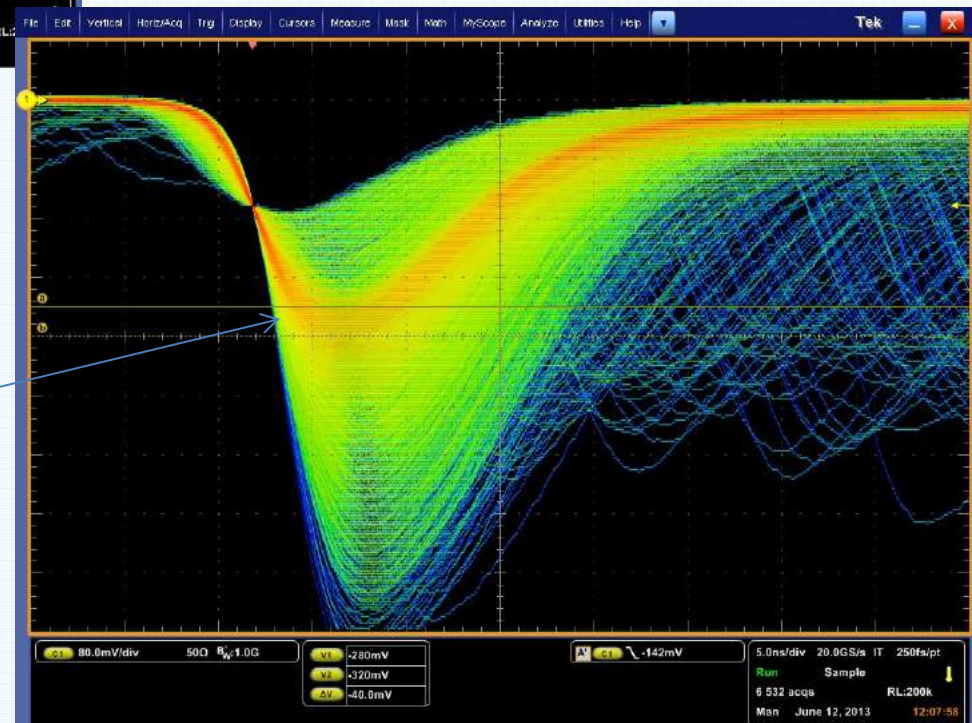 File Edit Vertical Horiz/Acq Trig Display Cursors Measure Mask Math MyScope Analyze Utilities Help Tek X
1
a
b
C1 80.0mV/div 50Ω BW:1.0G
V1 -280mV
V2 -320mV
ΔV -40.0mV
A' C1 -142mV
5.0ns/div 20.0GS/s IT 250fs/pt
Run Sample
6 532 acqs RL:200k
Man June 12, 2013 12:07:58